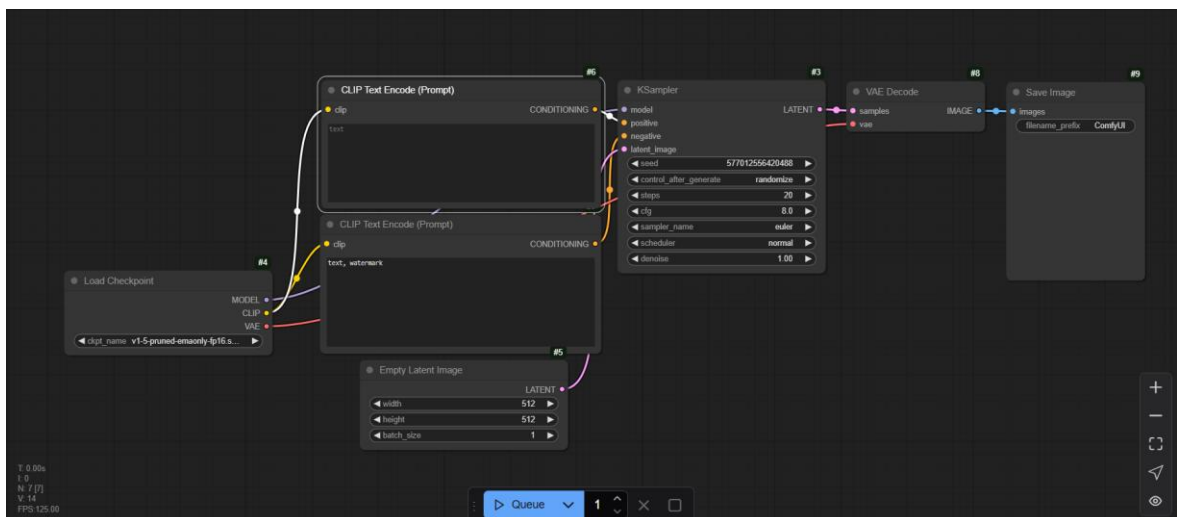 #6
CLIP Text Encode (Prompt)
clip
CONDITIONING
text
CLIP Text Encode (Prompt)
clip
CONDITIONING
text, watermark
#4
Load Checkpoint
MODEL
CLIP
VAE
ckpt_name v1-5-pruned-emaonly-fp16.s...
#5
Empty Latent Image
LATENT
width 512
height 512
batch_size 1
#3
KSampler
model LATENT
positive
negative
latent_image
seed 577012556420488
control_after_generate randomize
steps 20
cfg 8.0
sampler_name euler
scheduler normal
denoise 1.00
#8
VAE Decode
samples IMAGE
vae
#9
Save Image
images
filename_prefix ComfyUI
T: 0.00s
I: 0
N: 7 [7]
V: 14
FPS:125.00
Queue 1